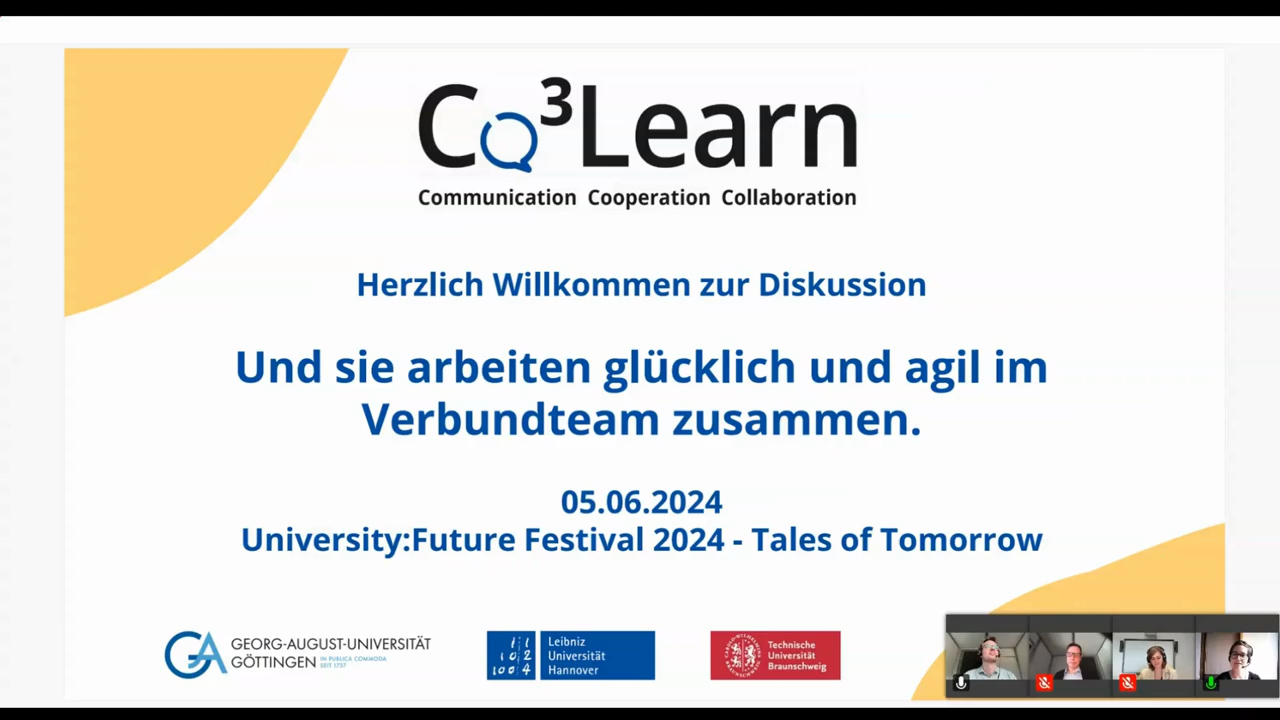 Co³Learn
Communication Cooperation Collaboration
Herzlich Willkommen zur Diskussion
Und sie arbeiten glücklich und agil im
Verbundteam zusammen.
05.06.2024
University:Future Festival 2024 - Tales of Tomorrow
GEORG-AUGUST-UNIVERSITÄT
GÖTTINGEN IN PUBLICA COMMODA
SEIT 1737
Leibniz
Universität
Hannover
Technische
Universität
Braunschweig